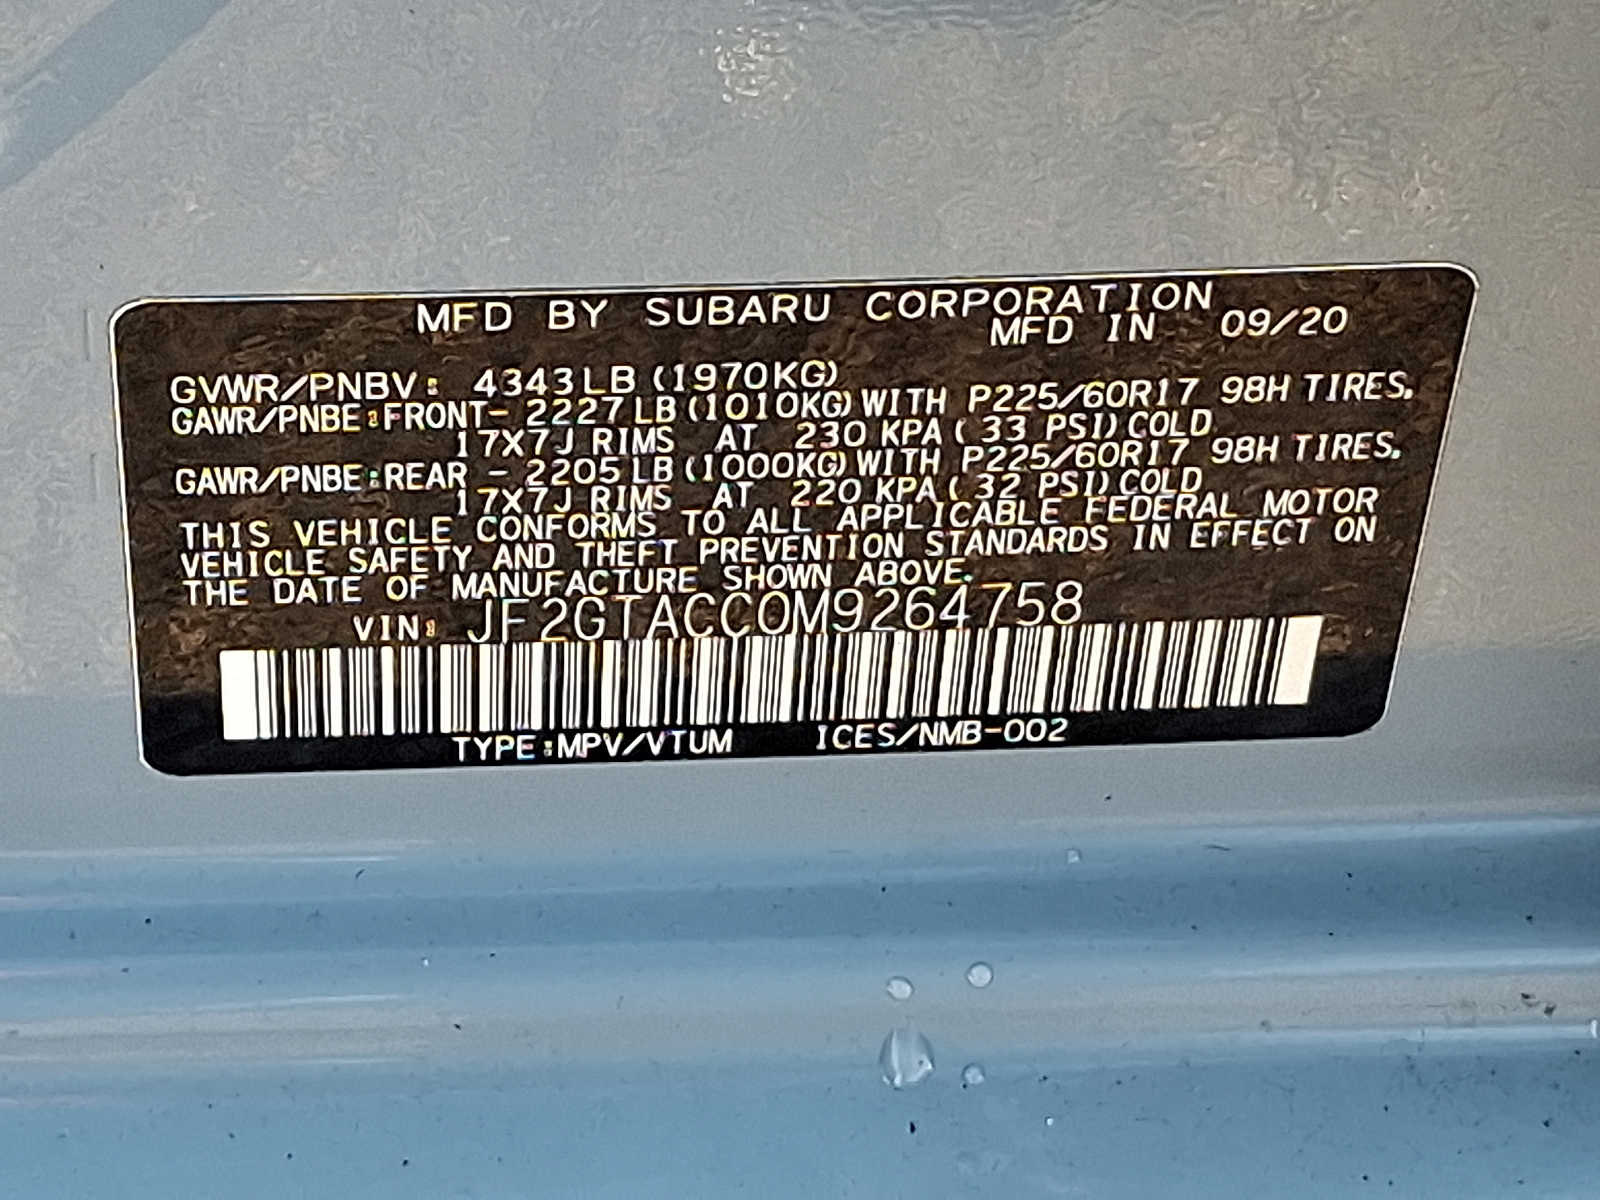 MFD BY SUBARU CORPORATION
MFD IN 09/20
GVWR/PNBV: 4343LB (1970KG)
GAWR/PNBE:FRONT- 2227LB(1010KG)WITH P225/60R17 98H TIRES.
17X7J RIMS AT 230 KPA( 33 PSI)COLD
GAWR/PNBE:REAR - 2205LB(1000KG)WITH P225/60R17 98H TIRES.
17X7J RIMS AT 220 KPA( 32 PSI)COLD
THIS VEHICLE CONFORMS TO ALL APPLICABLE FEDERAL MOTOR
VEHICLE SAFETY AND THEFT PREVENTION STANDARDS IN EFFECT ON
THE DATE OF MANUFACTURE SHOWN ABOVE.
VIN: JF2GTACC0M9264758
TYPE:MPV/VTUM ICES/NMB-002